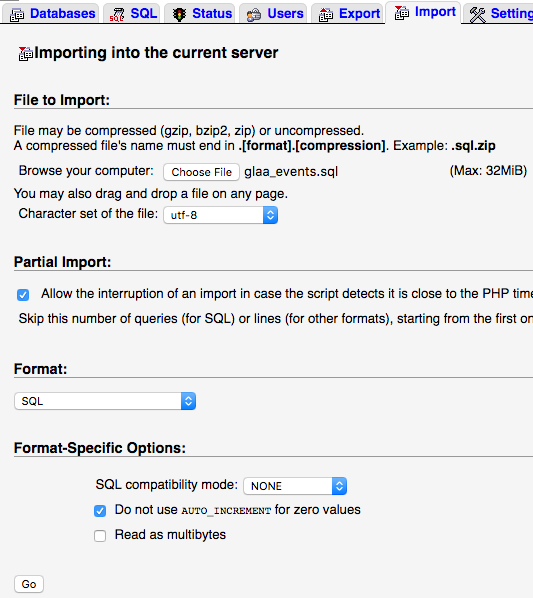 Databases SQL Status Users Export Import Setting
Importing into the current server
File to Import:
File may be compressed (gzip, bzip2, zip) or uncompressed.
A compressed file's name must end in .[format].[compression]. Example: .sql.zip
Browse your computer: Choose File glaa_events.sql (Max: 32MiB)
You may also drag and drop a file on any page.
Character set of the file: utf-8
Partial Import:
Allow the interruption of an import in case the script detects it is close to the PHP time
Skip this number of queries (for SQL) or lines (for other formats), starting from the first on
Format:
SQL
Format-Specific Options:
SQL compatibility mode: NONE
Do not use AUTO_INCREMENT for zero values
Read as multibytes
Go